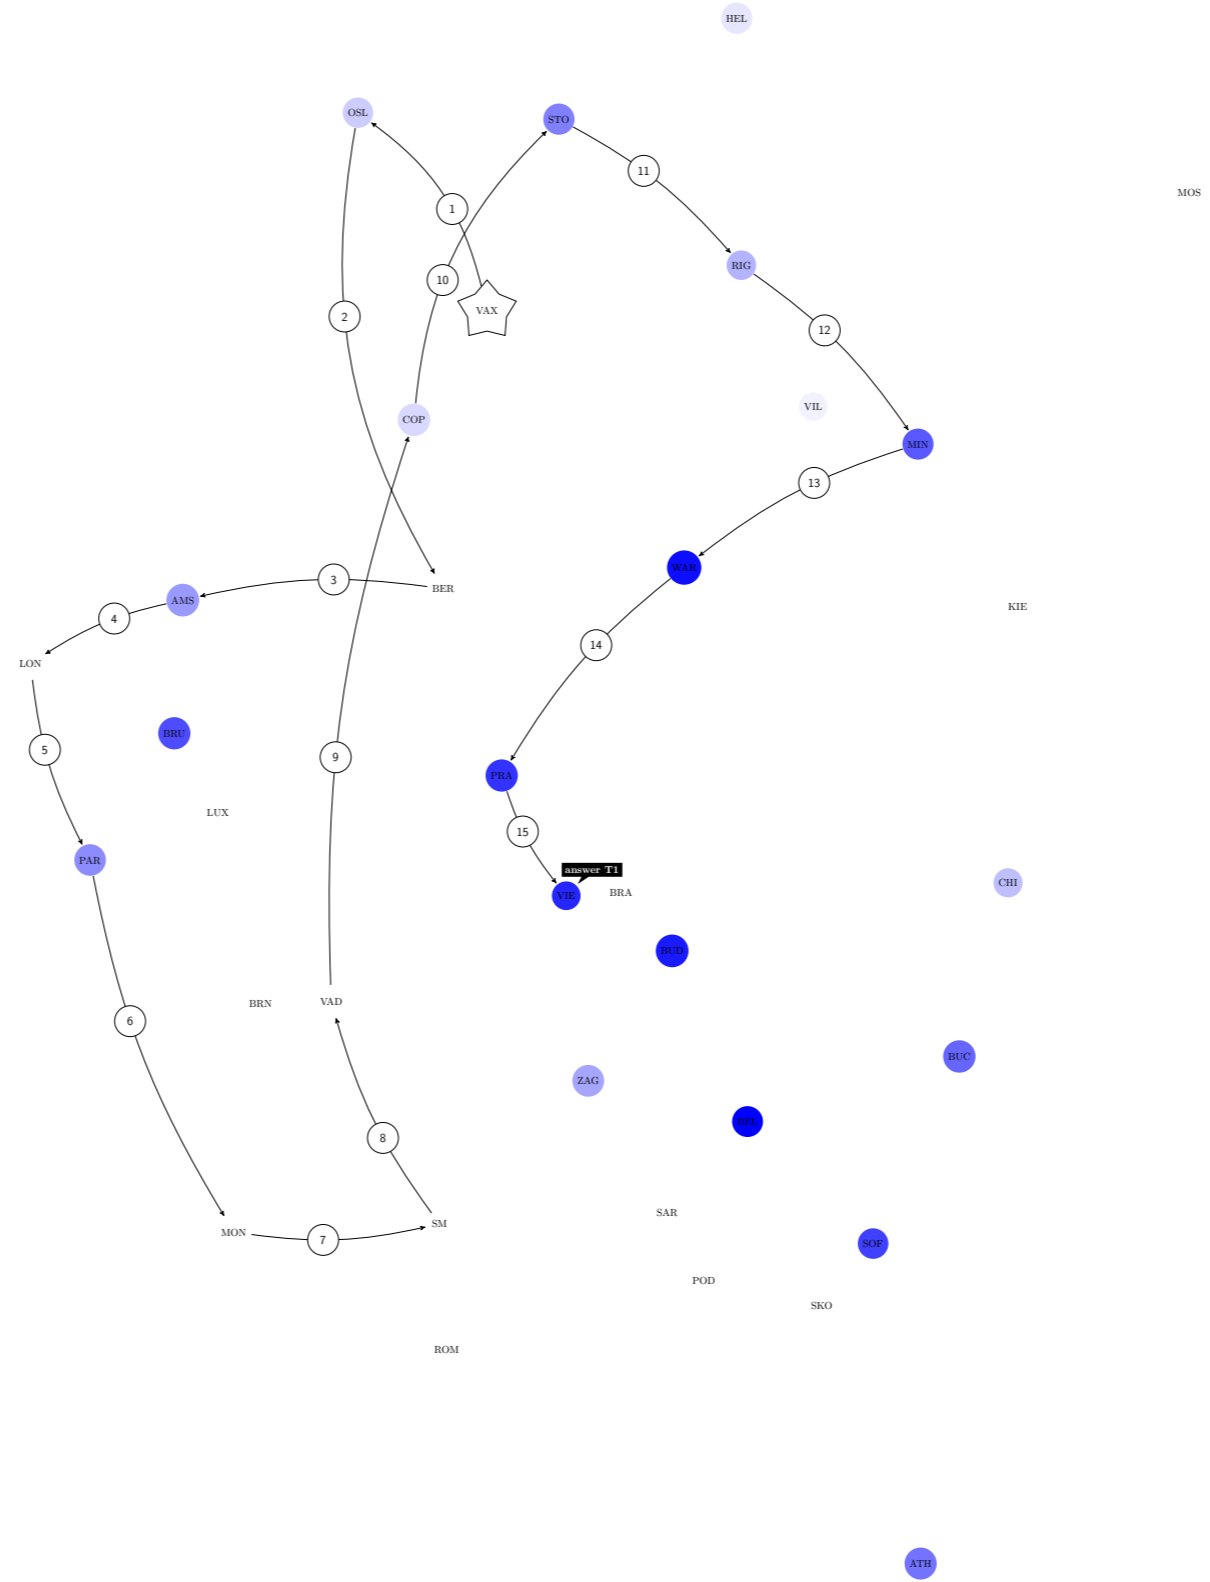 HEL
OSL
STO
11
MOS
1
RIG
10
VAX
2
12
VIL
COP
MIN
13
WAR
3
BER
AMS
KIE
4
14
LON
BRU
5
9
PRA
LUX
15
PAR
answer T1
VIE
BRA
CHI
BUD
BRN
VAD
6
BUC
ZAG
BEL
8
SAR
SM
MON
7
SOF
POD
SKO
ROM
ATH